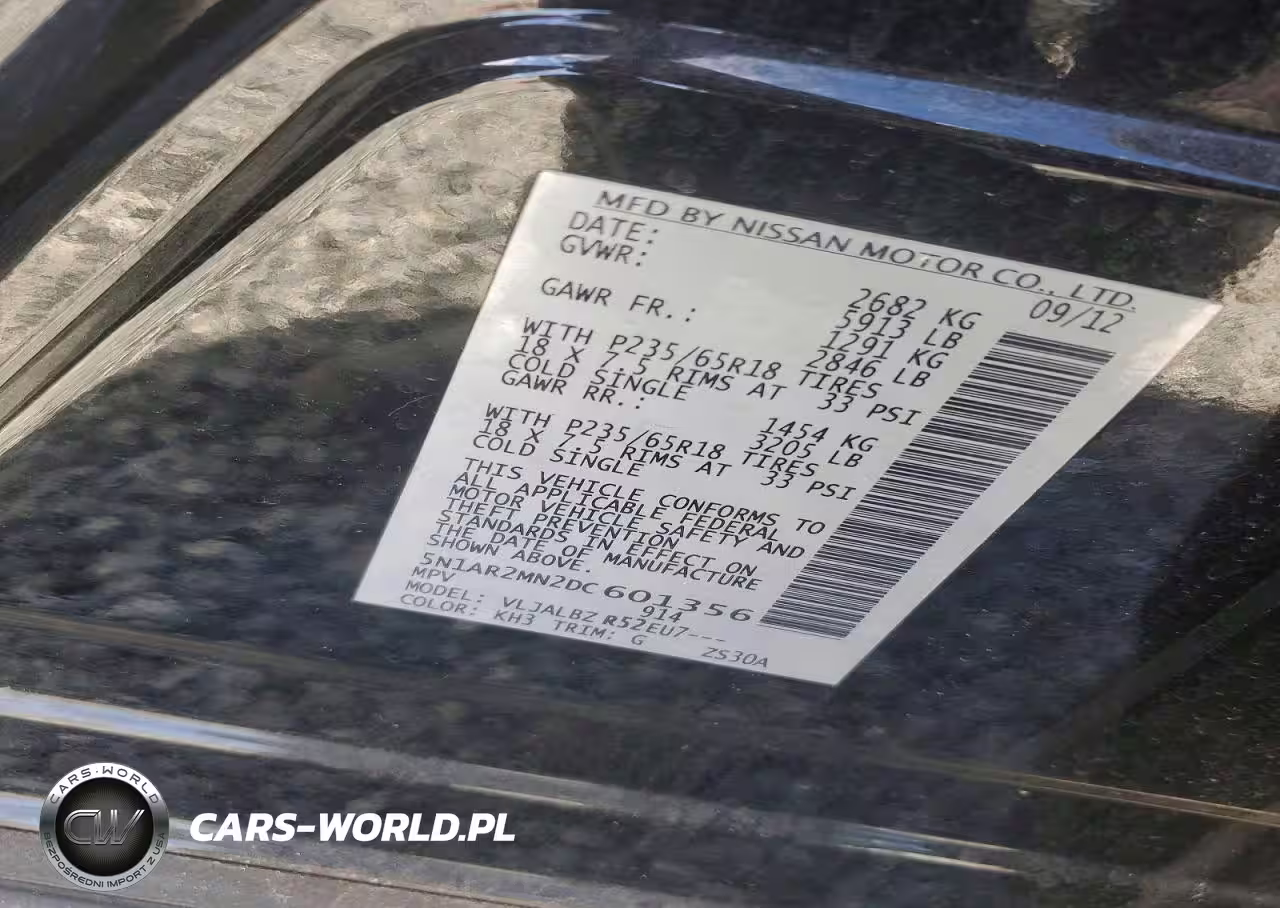 MFD BY NISSAN MOTOR CO., LTD.
DATE: 09/12
GVWR: 2682 KG
5913 LB
GAWR FR.: 1291 KG
2846 LB
WITH P235/65R18 TIRES
18 X 7.5 RIMS AT 33 PSI
COLD SINGLE
GAWR RR.: 1454 KG
3205 LB
WITH P235/65R18 TIRES
18 X 7.5 RIMS AT 33 PSI
COLD SINGLE
THIS VEHICLE CONFORMS TO
ALL APPLICABLE FEDERAL
MOTOR VEHICLE SAFETY AND
THEFT PREVENTION
STANDARDS IN EFFECT ON
THE DATE OF MANUFACTURE
SHOWN ABOVE.
5N1AR2MN2DC601356
MPV 914
MODEL: VLJALBZ R52EU7---
COLOR: KH3 TRIM: G ZS30A
CARS-WORLD
CW
BEZPOŚREDNI IMPORT Z USA
CARS-WORLD.PL